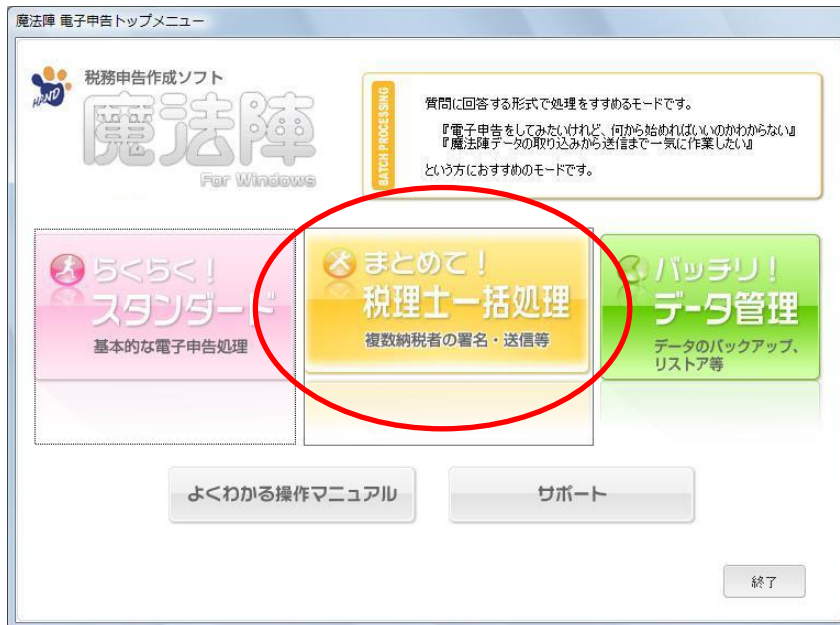 魔法陣 電子申告トップメニュー
HAND
税務申告作成ソフト
魔法陣
For Windows
BATCH PROCESSING
質問に回答する形式で処理をすすめるモードです。
『電子申告をしてみたいけれど、何から始めればいいのかわからない』
『魔法陣データの取り込みから送信まで一気に作業したい』
という方におすすめのモードです。
らくらく！
スタンダード
基本的な電子申告処理
まとめて！
税理士一括処理
複数納税者の署名・送信等
バッチリ！
データ管理
データのバックアップ、
リストア等
よくわかる操作マニュアル
サポート
終了